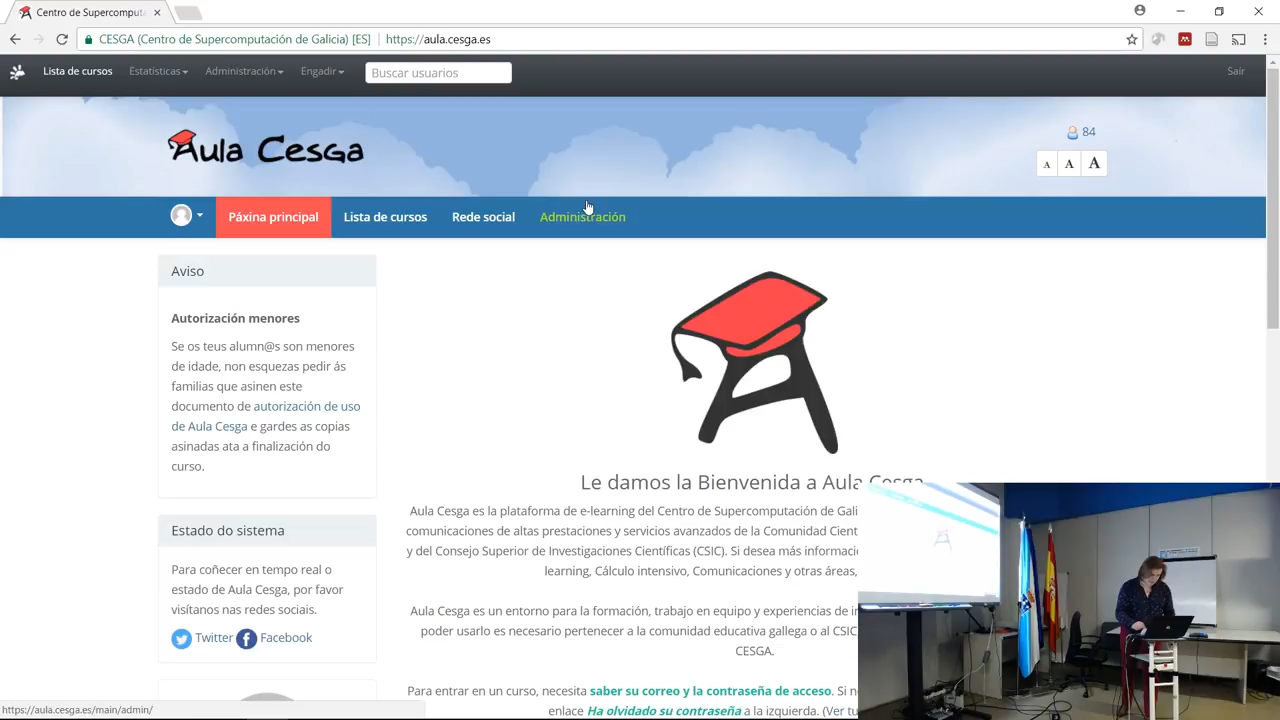 Centro de Supercomputa
CESGA (Centro de Supercomputación de Galicia) [ES]
https://aula.cesga.es
Lista de cursos
Estatísticas
Administración
Engadir
Buscar usuarios
Saír
Aula Cesga
84
A A A
Páxina principal
Lista de cursos
Rede social
Administración
Aviso
Autorización menores
Se os teus alumn@s son menores
de idade, non esquezas pedir ás
familias que asinen este
documento de autorización de uso
de Aula Cesga e gardes as copias
asinadas ata a finalización do
curso.
Estado do sistema
Para coñecer en tempo real o
estado de Aula Cesga, por favor
visítanos nas redes sociais.
Twitter
Facebook
Le damos la Bienvenida a Aula Cesga
Aula Cesga es la plataforma de e-learning del Centro de Supercomputación de Gali
comunicaciones de altas prestaciones y servicios avanzados de la Comunidad Cient
y del Consejo Superior de Investigaciones Científicas (CSIC). Si desea más informació
learning, Cálculo intensivo, Comunicaciones y otras áreas,
Aula Cesga es un entorno para la formación, trabajo en equipo y experiencias de i
poder usarlo es necesario pertenecer a la comunidad educativa gallega o al CSIC
CESGA.
Para entrar en un curso, necesita saber su correo y la contraseña de acceso. Si n
enlace Ha olvidado su contraseña a la izquierda. (Ver tu
https://aula.cesga.es/main/admin/